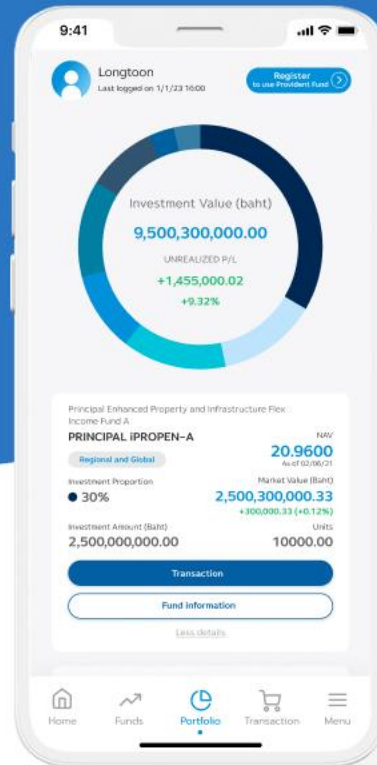 9:41
Longtoon
Last logged on 1/1/23 16:00
Register
to use Provident Fund
Investment Value (baht)
9,500,300,000.00
UNREALIZED P/L
+1,455,000.02
+9.32%
Principal Enhanced Property and Infrastructure Flex
Income Fund A
PRINCIPAL iPROPEN-A
NAV
20.9600
As of 02/06/21
Regional and Global
Investment Proportion
30%
Market Value (Baht)
2,500,300,000.33
+300,000.33 (+0.12%)
Investment Amount (Baht)
2,500,000,000.00
Units
10000.00
Transaction
Fund information
Less details
Home
Funds
Portfolio
Transaction
Menu